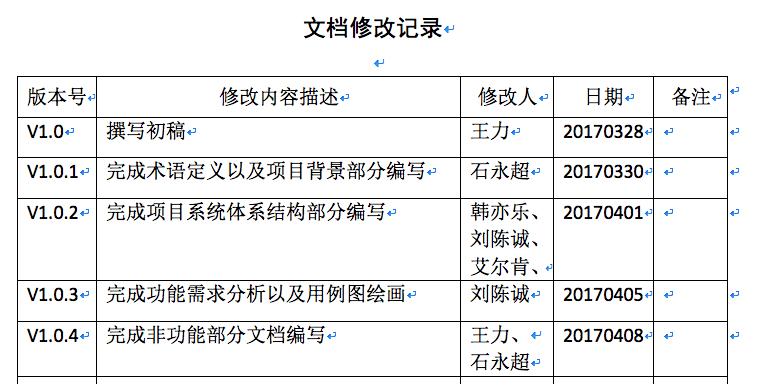 文档修改记录
版本号 修改内容描述 修改人 日期 备注
V1.0 撰写初稿 王力 20170328
V1.0.1 完成术语定义以及项目背景部分编写 石永超 20170330
V1.0.2 完成项目系统体系结构部分编写 韩亦乐、 20170401
刘陈诚、
艾尔肯、
V1.0.3 完成功能需求分析以及用例图绘画 刘陈诚 20170405
V1.0.4 完成非功能部分文档编写 王力、 20170408
石永超